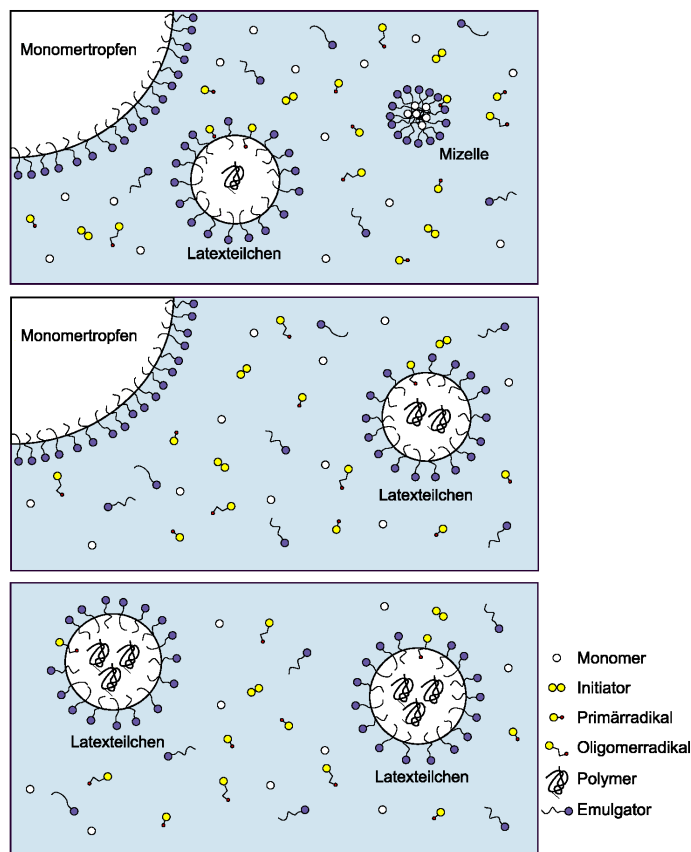 Monomertropfen
Mizelle
Latexteilchen
Monomertropfen
Latexteilchen
Latexteilchen
Latexteilchen
Monomer
Initiator
Primärradikal
Oligomerradikal
Polymer
Emulgator